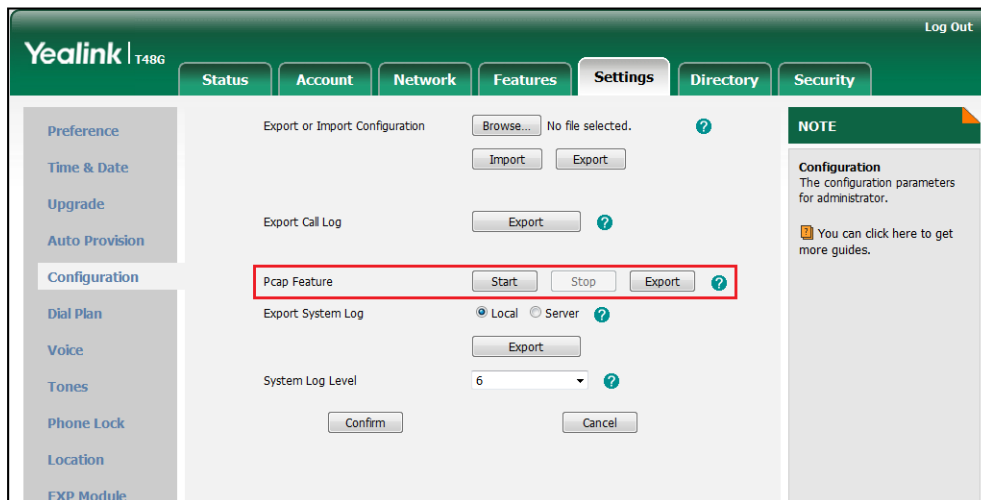 Log Out
Yealink T48G
Status Account Network Features Settings Directory Security
Preference
Time & Date
Upgrade
Auto Provision
Configuration
Dial Plan
Voice
Tones
Phone Lock
Location
EXP Module
Export or Import Configuration Browse... No file selected. ?
Import Export
Export Call Log Export ?
Pcap Feature Start Stop Export ?
Export System Log Local Server ?
Export
System Log Level 6 ?
Confirm Cancel
NOTE
Configuration
The configuration parameters
for administrator.
? You can click here to get
more guides.